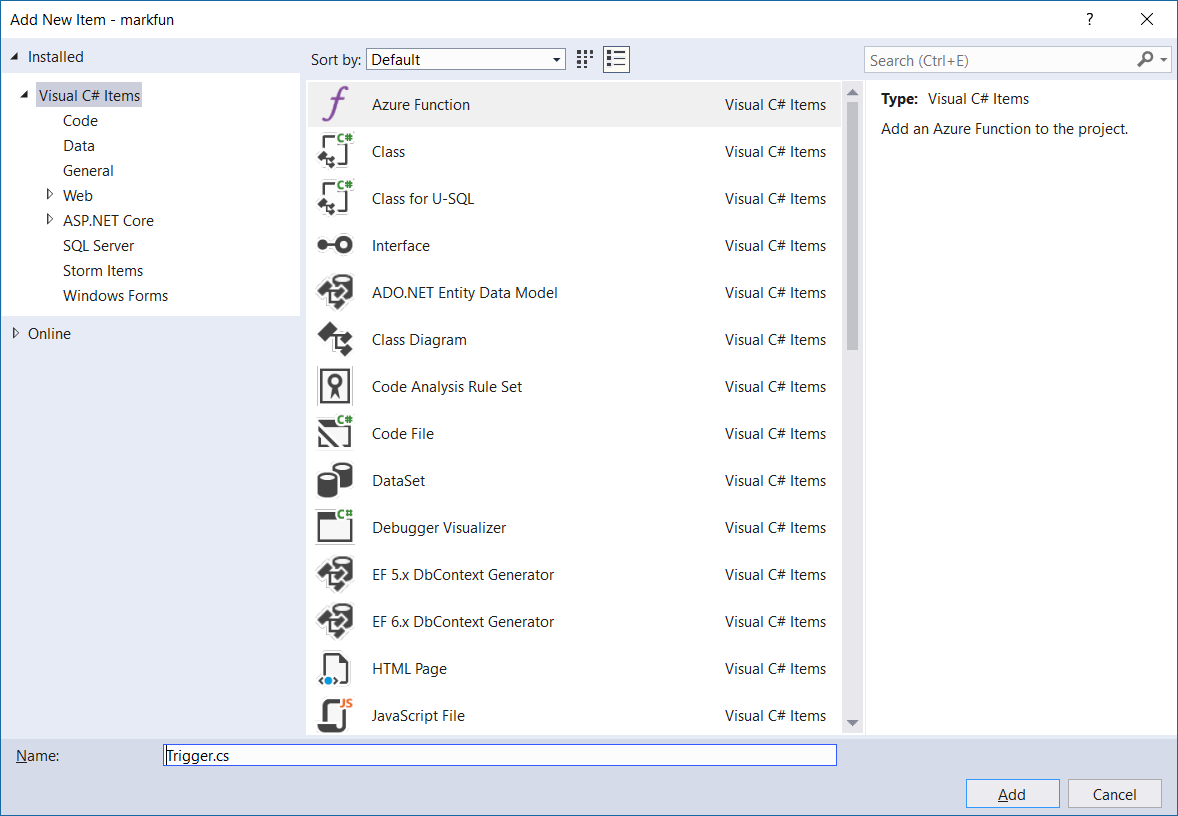 Add New Item - markfun
?
Installed
Sort by: Default
Search (Ctrl+E)
Visual C# Items
Code
Data
General
Web
ASP.NET Core
SQL Server
Storm Items
Windows Forms
Online
Azure Function Visual C# Items
C# Class Visual C# Items
C# Class for U-SQL Visual C# Items
Interface Visual C# Items
ADO.NET Entity Data Model Visual C# Items
Class Diagram Visual C# Items
Code Analysis Rule Set Visual C# Items
C# Code File Visual C# Items
DataSet Visual C# Items
C# Debugger Visualizer Visual C# Items
EF 5.x DbContext Generator Visual C# Items
EF 6.x DbContext Generator Visual C# Items
HTML Page Visual C# Items
JS JavaScript File Visual C# Items
Type: Visual C# Items
Add an Azure Function to the project.
Name: Trigger.cs
Add Cancel